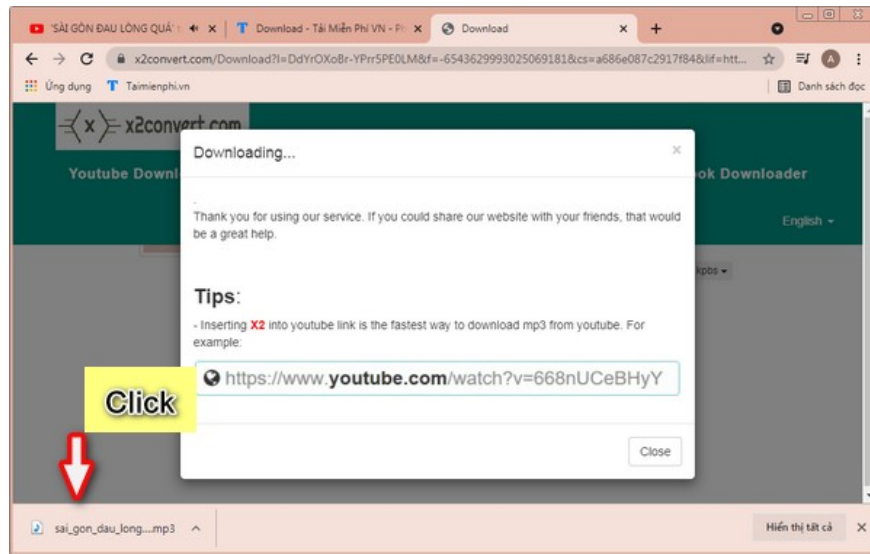 'SÀI GÒN ĐAU LÒNG QUÁ'
Download - Tải Miễn Phí VN - Ph
Download
x2convert.com/Download?l=DdYrOXoBr-YPrr5PE0LM&f=-6543629993025069181&cs=a686e087c2917f84&lif=htt...
A
Ứng dụng
Taimienphi.vn
Danh sách đọc
x x2convert.com
Youtube Downl
ok Downloader
English
kpbs
Downloading...
.
Thank you for using our service. If you could share our website with your friends, that would
be a great help.
Tips:
- Inserting X2 into youtube link is the fastest way to download mp3 from youtube. For
example:
https://www.youtube.com/watch?v=668nUCeBHyY
Click
Close
sai_gon_dau_long....mp3
Hiển thị tất cả